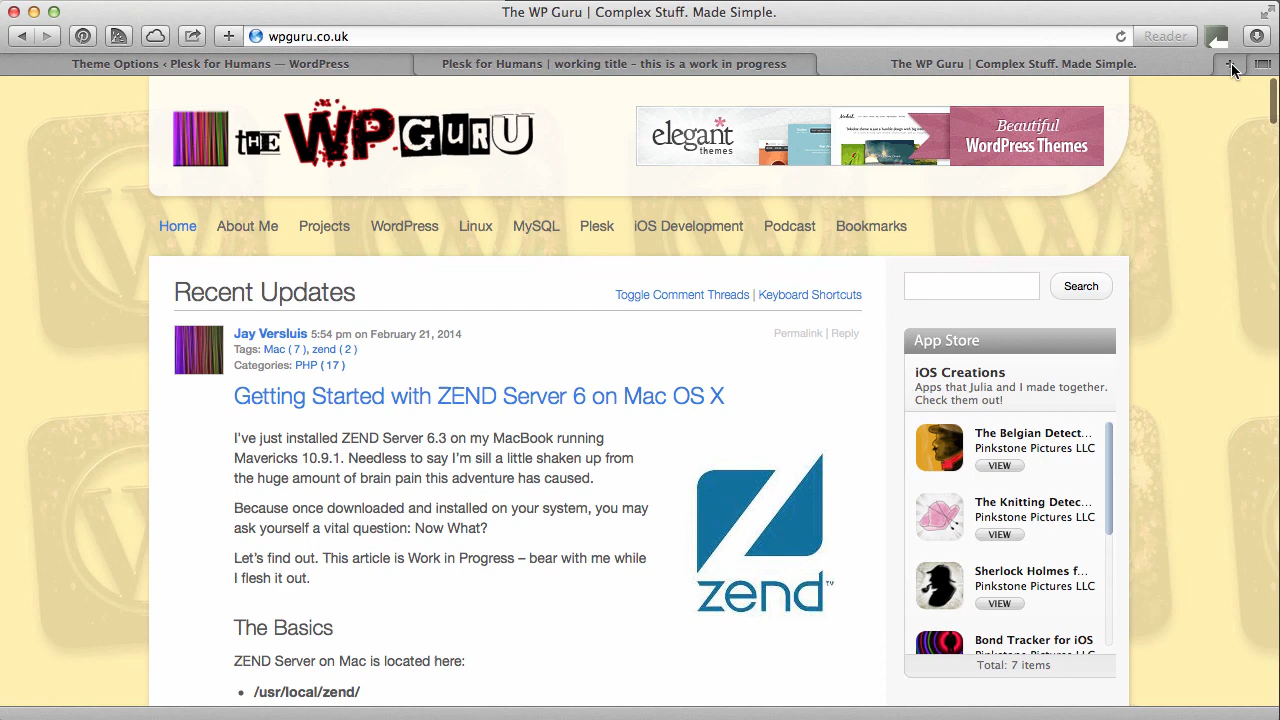 The WP Guru | Complex Stuff. Made Simple.
wpguru.co.uk
Reader
Theme Options ‹ Plesk for Humans — WordPress
Plesk for Humans | working title – this is a work in progress
The WP Guru | Complex Stuff. Made Simple.
THE WP GURU
elegant themes
Beautiful
WordPress Themes
Home About Me Projects WordPress Linux MySQL Plesk iOS Development Podcast Bookmarks
Recent Updates
Toggle Comment Threads | Keyboard Shortcuts
Search
Jay Versluis 5:54 pm on February 21, 2014
Permalink | Reply
Tags: Mac ( 7 ), zend ( 2 )
Categories: PHP ( 17 )
Getting Started with ZEND Server 6 on Mac OS X
I've just installed ZEND Server 6.3 on my MacBook running
Mavericks 10.9.1. Needless to say I'm sill a little shaken up from
the huge amount of brain pain this adventure has caused.
Because once downloaded and installed on your system, you may
ask yourself a vital question: Now What?
Let's find out. This article is Work in Progress – bear with me while
I flesh it out.
zend™
The Basics
ZEND Server on Mac is located here:
• /usr/local/zend/
App Store
iOS Creations
Apps that Julia and I made together.
Check them out!
The Belgian Detect...
Pinkstone Pictures LLC
VIEW
The Knitting Detec...
Pinkstone Pictures LLC
VIEW
Sherlock Holmes f...
Pinkstone Pictures LLC
VIEW
Bond Tracker for iOS
Pinkstone Pictures LLC
Total: 7 items